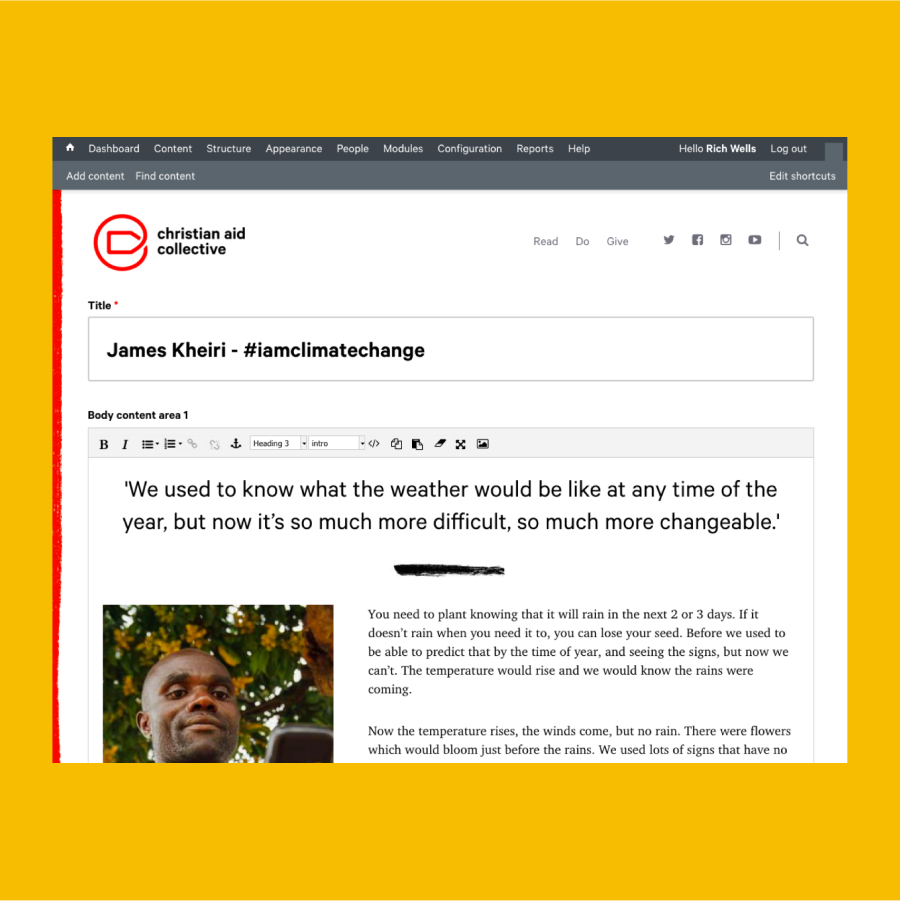 Dashboard Content Structure Appearance People Modules Configuration Reports Help Hello Rich Wells Log out
Add content Find content Edit shortcuts
christian aid
collective
Read Do Give
Title *
James Kheiri - #iamclimatechange
Body content area 1
B I Heading 3 intro
'We used to know what the weather would be like at any time of the
year, but now it’s so much more difficult, so much more changeable.'
You need to plant knowing that it will rain in the next 2 or 3 days. If it
doesn’t rain when you need it to, you can lose your seed. Before we used to
be able to predict that by the time of year, and seeing the signs, but now we
can’t. The temperature would rise and we would know the rains were
coming.
Now the temperature rises, the winds come, but no rain. There were flowers
which would bloom just before the rains. We used lots of signs that have no